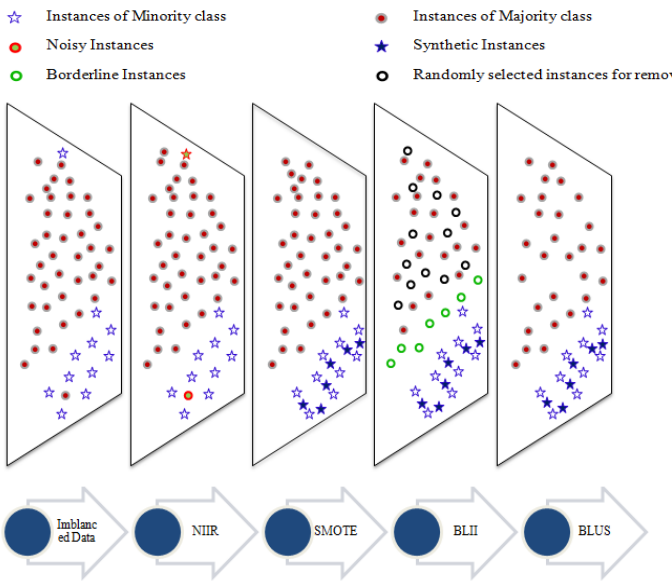 Instances of Minority class
Instances of Majority class
Noisy Instances
Synthetic Instances
Borderline Instances
Randomly selected instances for remov
Imblanc
ed Data
NIIR
SMOTE
BLII
BLUS